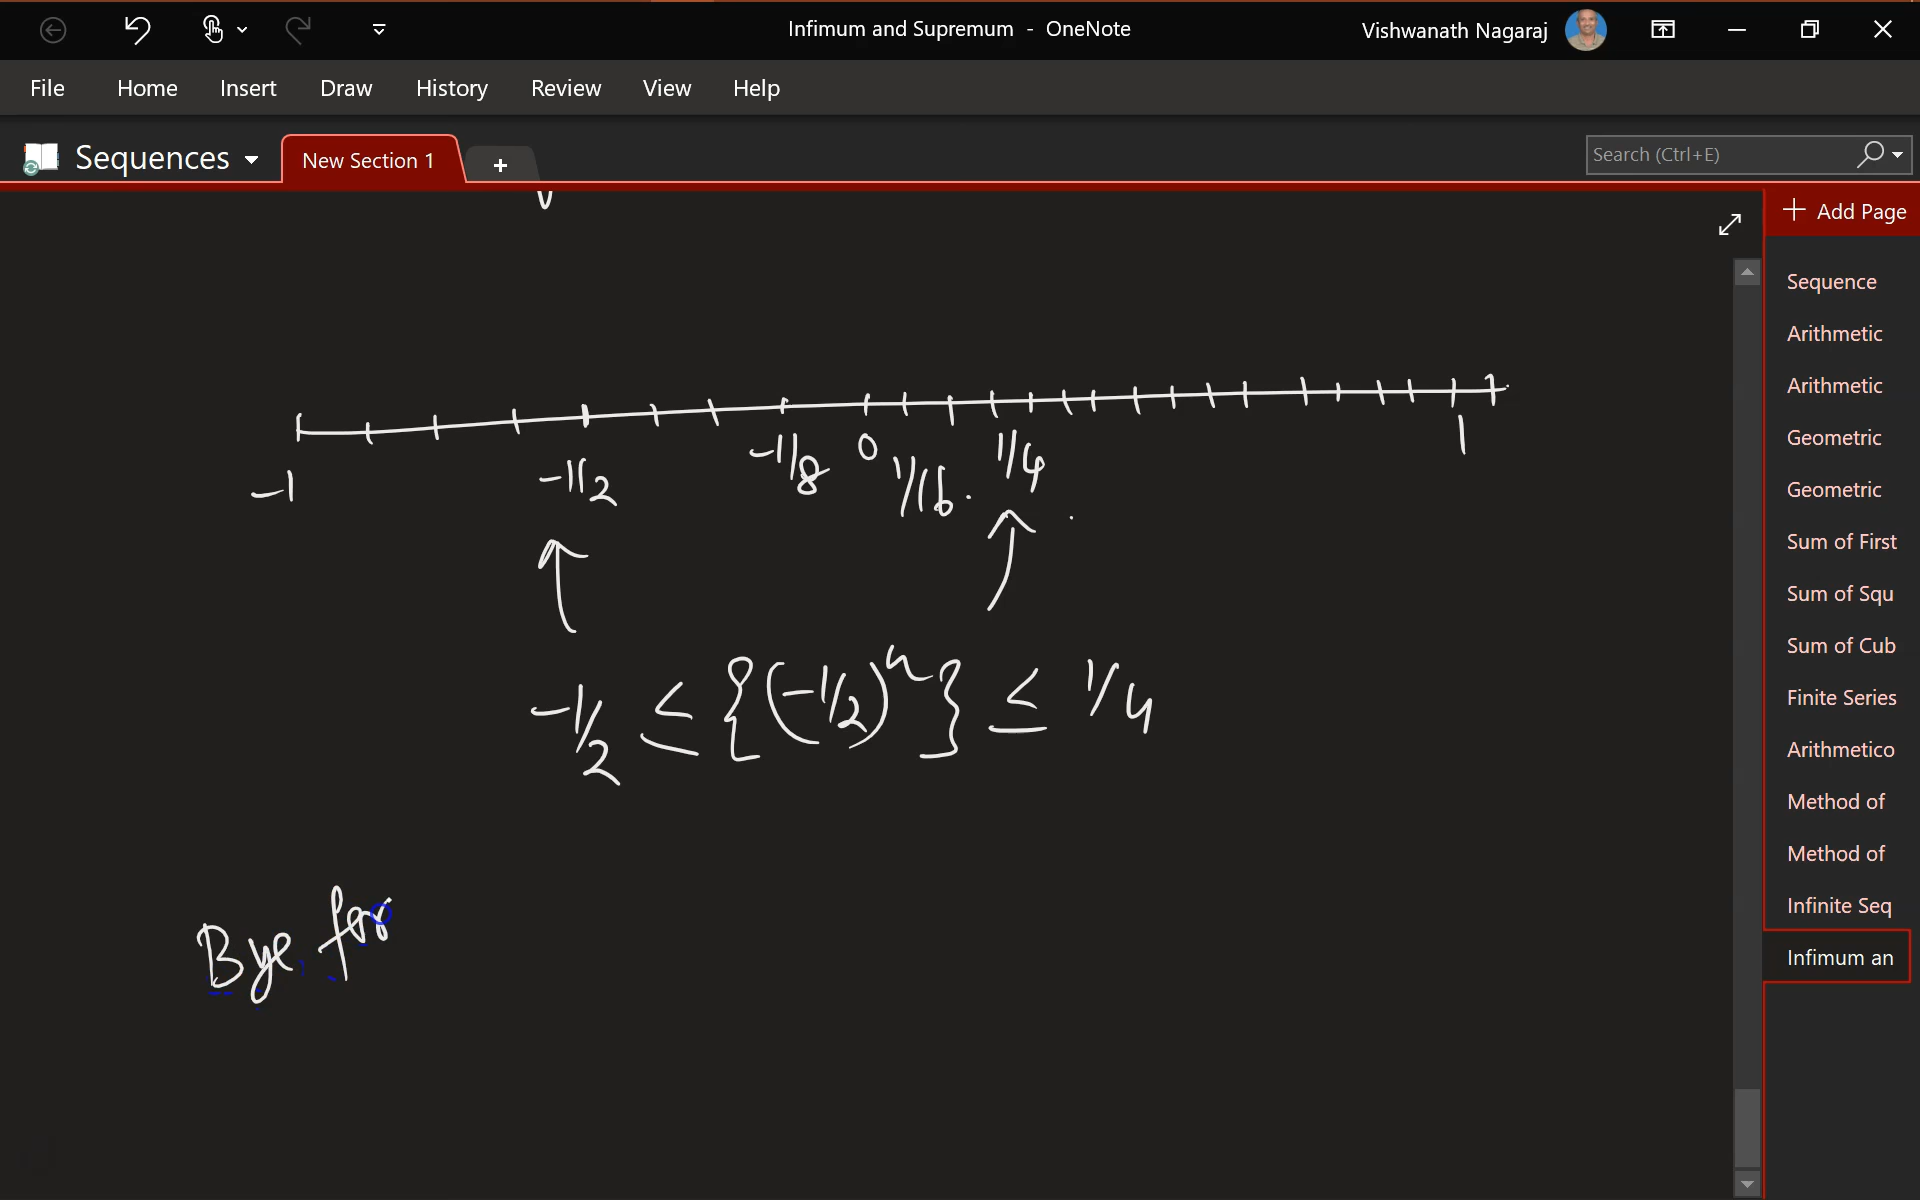 Infimum and Supremum - OneNote
Vishwanath Nagaraj
File Home Insert Draw History Review View Help
Sequences
New Section 1
+
Search (Ctrl+E)
+ Add Page
Sequence
Arithmetic
Arithmetic
Geometric
Geometric
Sum of First
Sum of Squ
Sum of Cub
Finite Series
Arithmetico
Method of
Method of
Infinite Seq
Infimum an
-1 -1/2 -1/8 0 1/16 1/4 1
-1/2 ≤ {(-1/2)^n} ≤ 1/4
Bye for